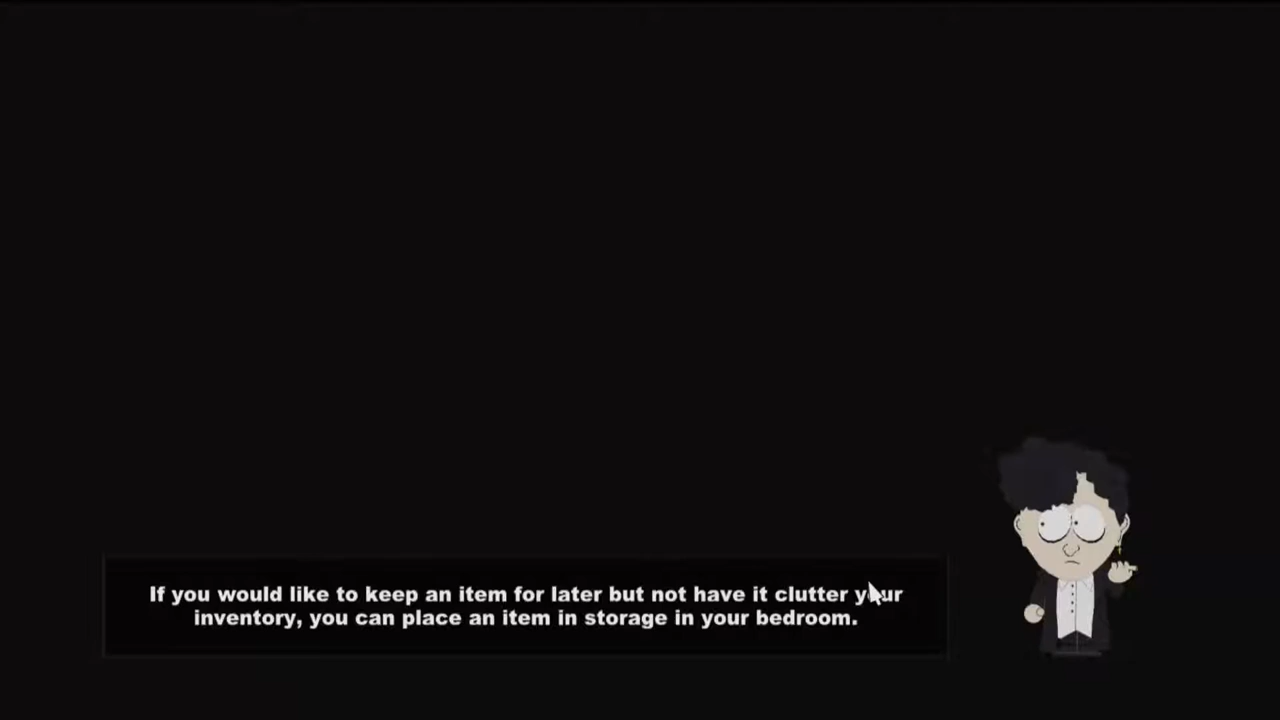 If you would like to keep an item for later but not have it clutter your
inventory, you can place an item in storage in your bedroom.